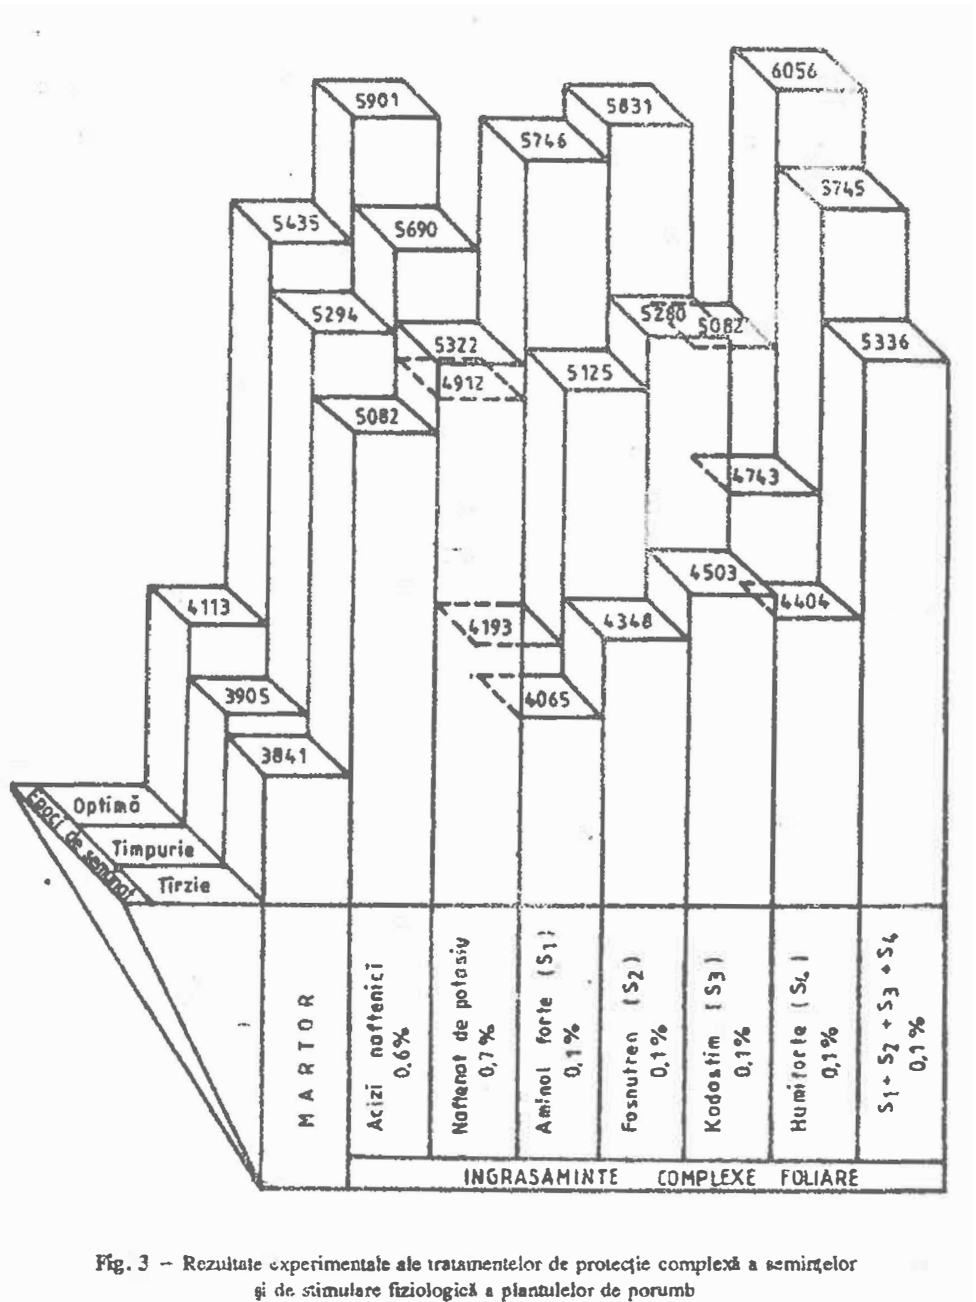 6056
5901
5831
5746
5745
5435
5690
5294
5280
5082
5322
5336
4912
5125
5082
4743
4503
4113
4193
4348
4404
3905
4065
3841
Epoci de semănat
Optimă
Timpurie
Tîrzie
MARTOR
Acizi naftenici
0.6%
Naftenat de potasiu
0,7%
Aminol forte (S1)
0,1%
Fosnutren (S2)
0,1%
Kadostim (S3)
0,1%
Humiforte (S4)
0,1%
S1 + S2 + S3 + S4
0,1%
INGRASAMINTE COMPLEXE FOLIARE
Fig. 3 — Rezultate experimentale ale tratamentelor de protecție complexă a semințelor
și de stimulare fiziologică a plantulelor de porumb